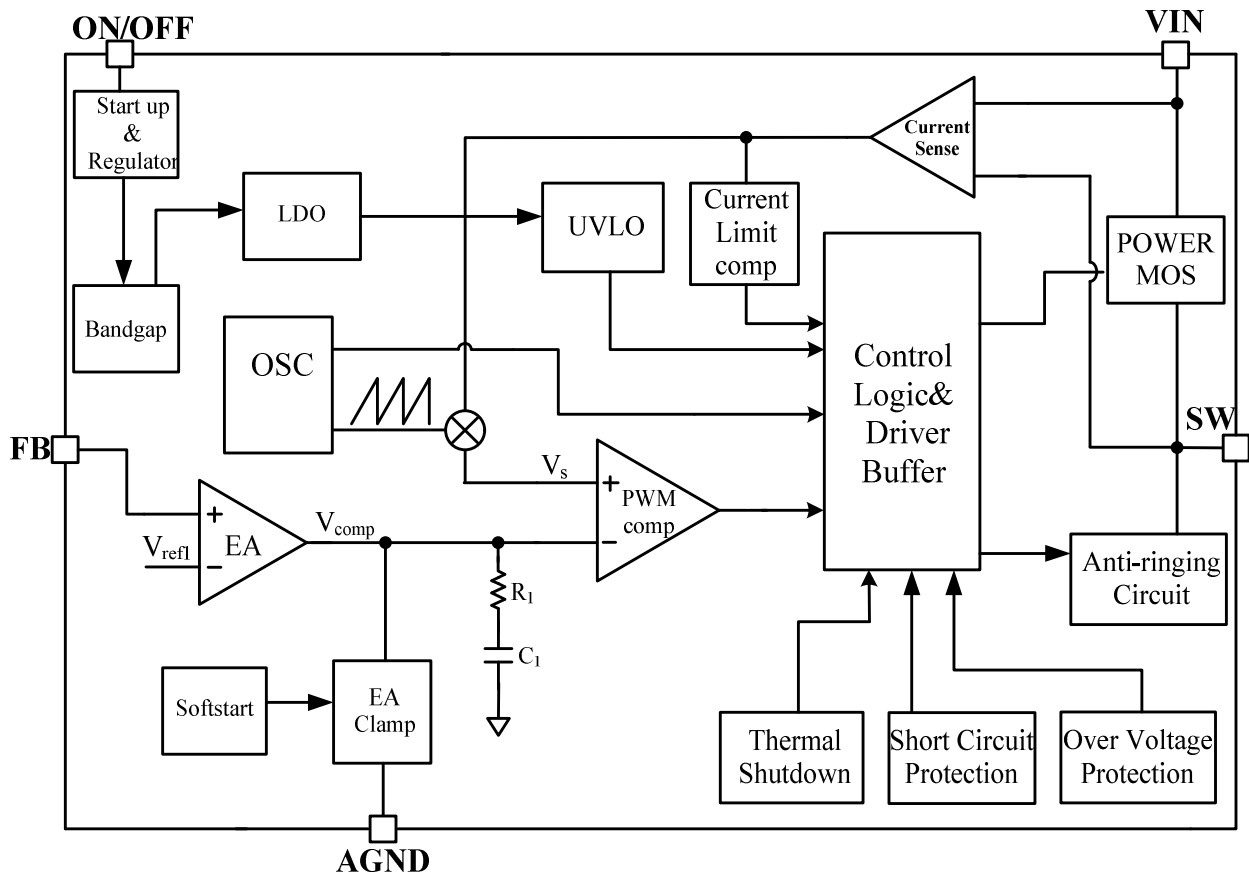 ON/OFF
VIN
Start up
&
Regulator
Current
Sense
LDO
UVLO
Current
Limit
comp
POWER
MOS
Bandgap
OSC
Control
Logic&
Driver
Buffer
FB
SW
Vs
+
PWM
comp
−
+
EA
−
Vref1
Vcomp
R1
C1
Anti-ringing
Circuit
Softstart
EA
Clamp
Thermal
Shutdown
Short Circuit
Protection
Over Voltage
Protection
AGND